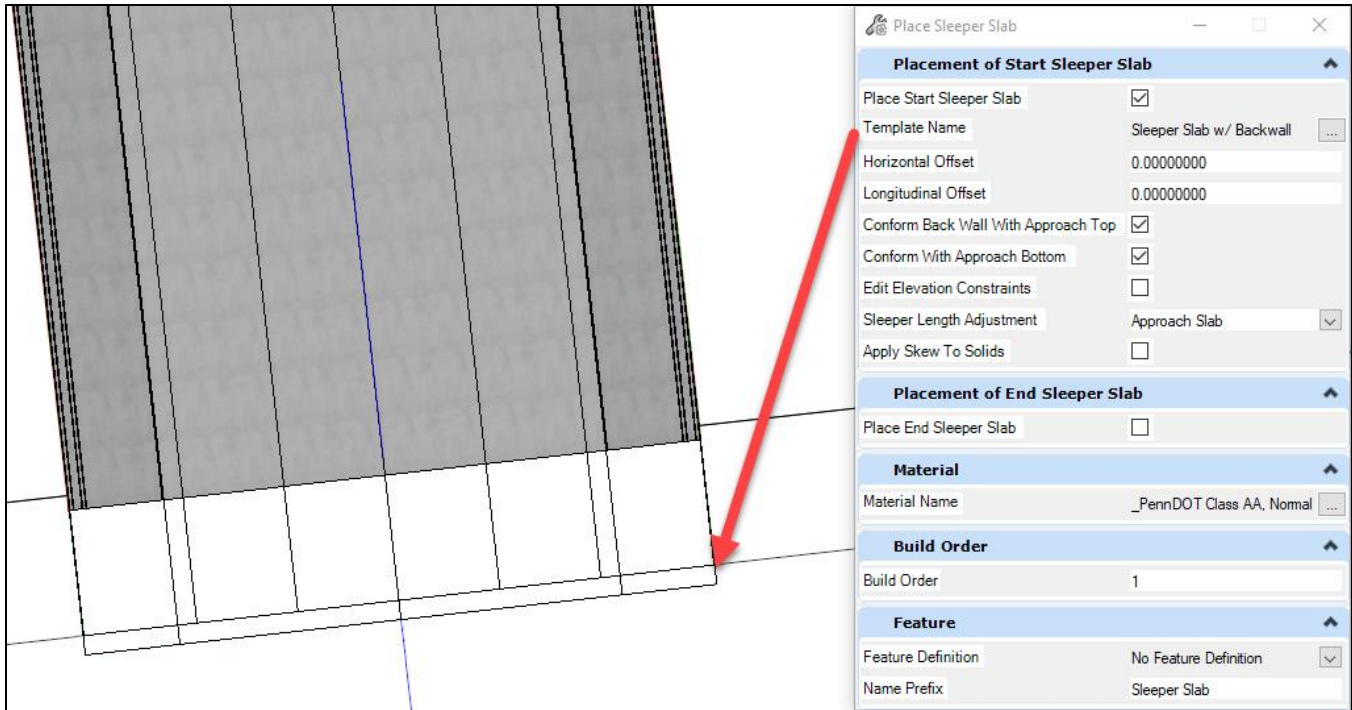 Place Sleeper Slab
Placement of Start Sleeper Slab
Place Start Sleeper Slab
Template Name Sleeper Slab w/ Backwall ...
Horizontal Offset 0.00000000
Longitudinal Offset 0.00000000
Conform Back Wall With Approach Top
Conform With Approach Bottom
Edit Elevation Constraints
Sleeper Length Adjustment Approach Slab
Apply Skew To Solids
Placement of End Sleeper Slab
Place End Sleeper Slab
Material
Material Name _PennDOT Class AA, Normal ...
Build Order
Build Order 1
Feature
Feature Definition No Feature Definition
Name Prefix Sleeper Slab